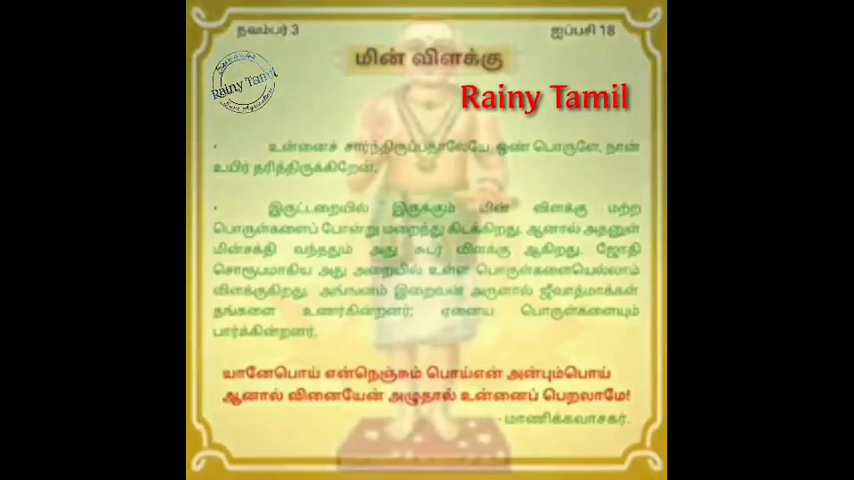 நவம்பர் 3
ஐப்பசி 18
மின் விளக்கு
Rainy Tamil
Rainy Tamil
• உன்னைச் சார்ந்திருப்பதாலேயே ஒண் பொருளே, நான்
உயிர் தரித்திருக்கிறேன்.
• இருட்டறையில் இருக்கும் மின் விளக்கு மற்ற
பொருள்களைப் போன்று மறைந்து கிடக்கிறது. ஆனால் அதனுள்
மின்சக்தி வந்ததும் அது சுடர் விளக்கு ஆகிறது. ஜோதி
சொரூபமாகிய அது அறையில் உள்ள பொருள்களையெல்லாம்
விளக்குகிறது. அங்ஙனம் இறைவன் அருளால் ஜீவாத்மாக்கள்
தங்களை உணர்கின்றனர்; ஏனைய பொருள்களையும்
பார்க்கின்றனர்.
யானேபொய் என்நெஞ்சும் பொய்என் அன்பும்பொய்
ஆனால் வினையேன் அழுதால் உன்னைப் பெறலாமே!
- மாணிக்கவாசகர்.